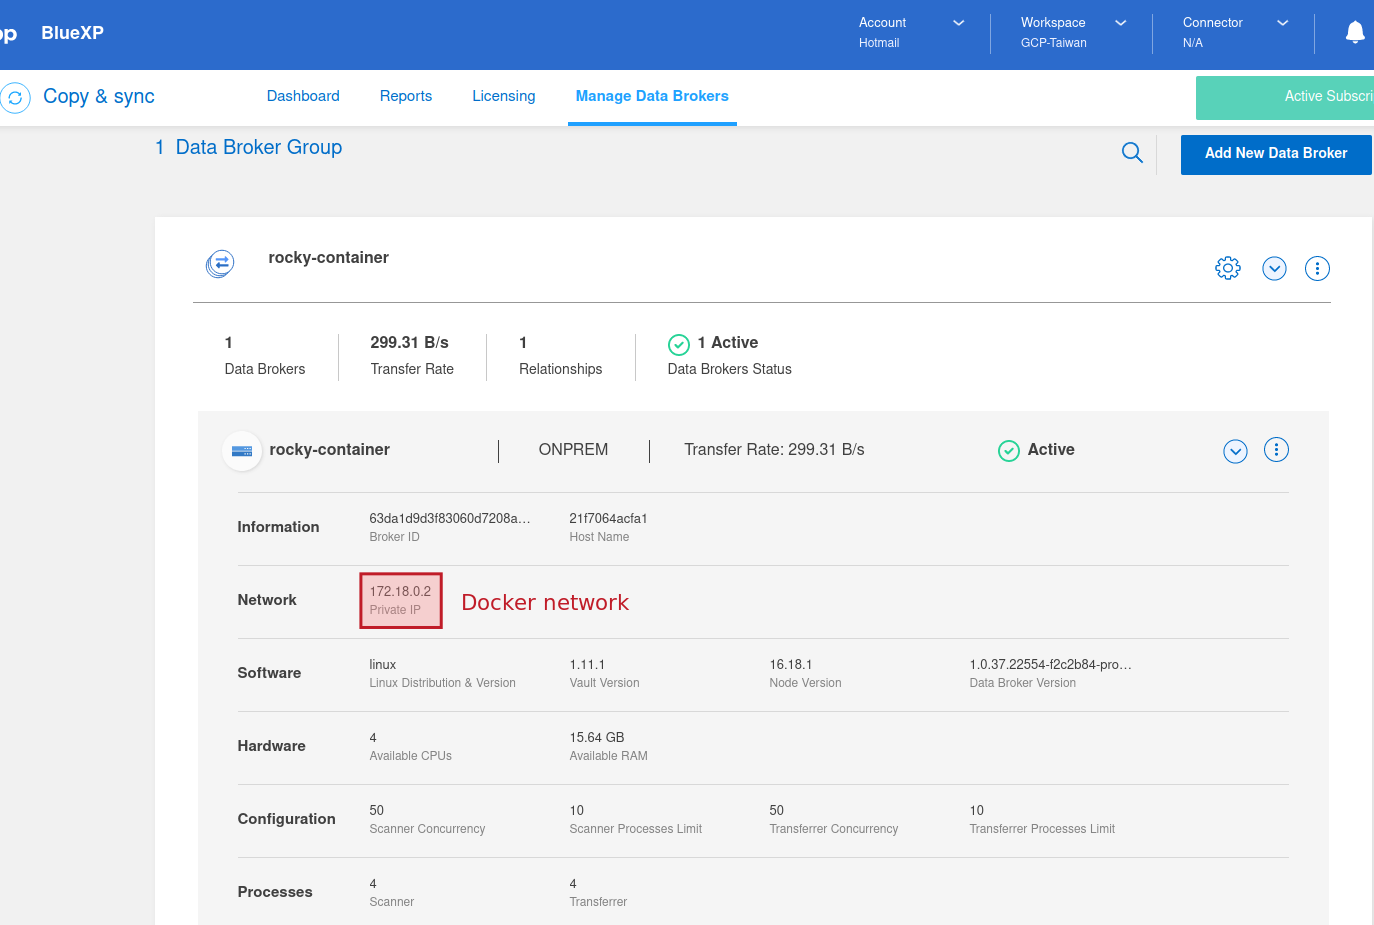 pp BlueXP
Account
Hotmail
Workspace
GCP-Taiwan
Connector
N/A
Copy & sync
Dashboard Reports Licensing Manage Data Brokers
Active Subscri
1 Data Broker Group
Add New Data Broker
rocky-container
1
Data Brokers
299.31 B/s
Transfer Rate
1
Relationships
1 Active
Data Brokers Status
rocky-container ONPREM Transfer Rate: 299.31 B/s Active
Information
63da1d9d3f83060d7208a...
Broker ID
21f7064acfa1
Host Name
Network
172.18.0.2
Private IP
Docker network
Software
linux
Linux Distribution & Version
1.11.1
Vault Version
16.18.1
Node Version
1.0.37.22554-f2c2b84-pro...
Data Broker Version
Hardware
4
Available CPUs
15.64 GB
Available RAM
Configuration
50
Scanner Concurrency
10
Scanner Processes Limit
50
Transferrer Concurrency
10
Transferrer Processes Limit
Processes
4
Scanner
4
Transferrer